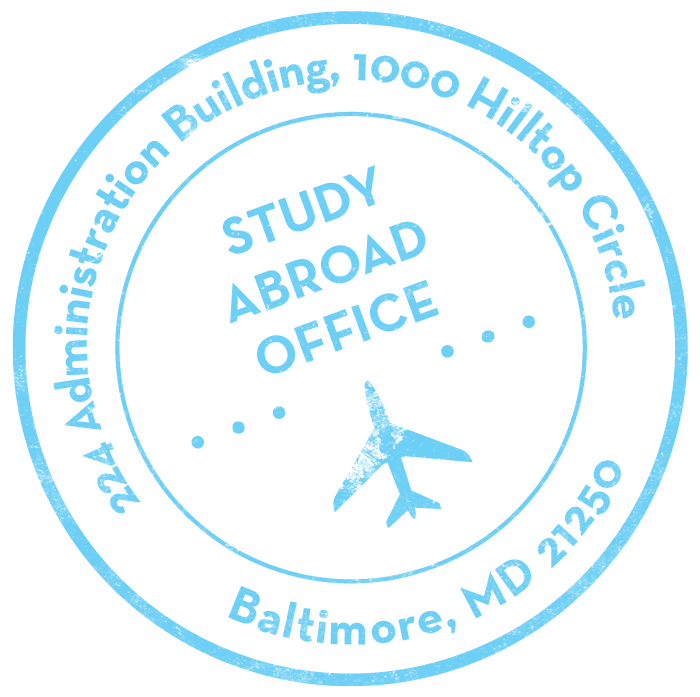 224 Administration Building, 1000 Hilltop Circle
STUDY
ABROAD
OFFICE
Baltimore, MD 21250